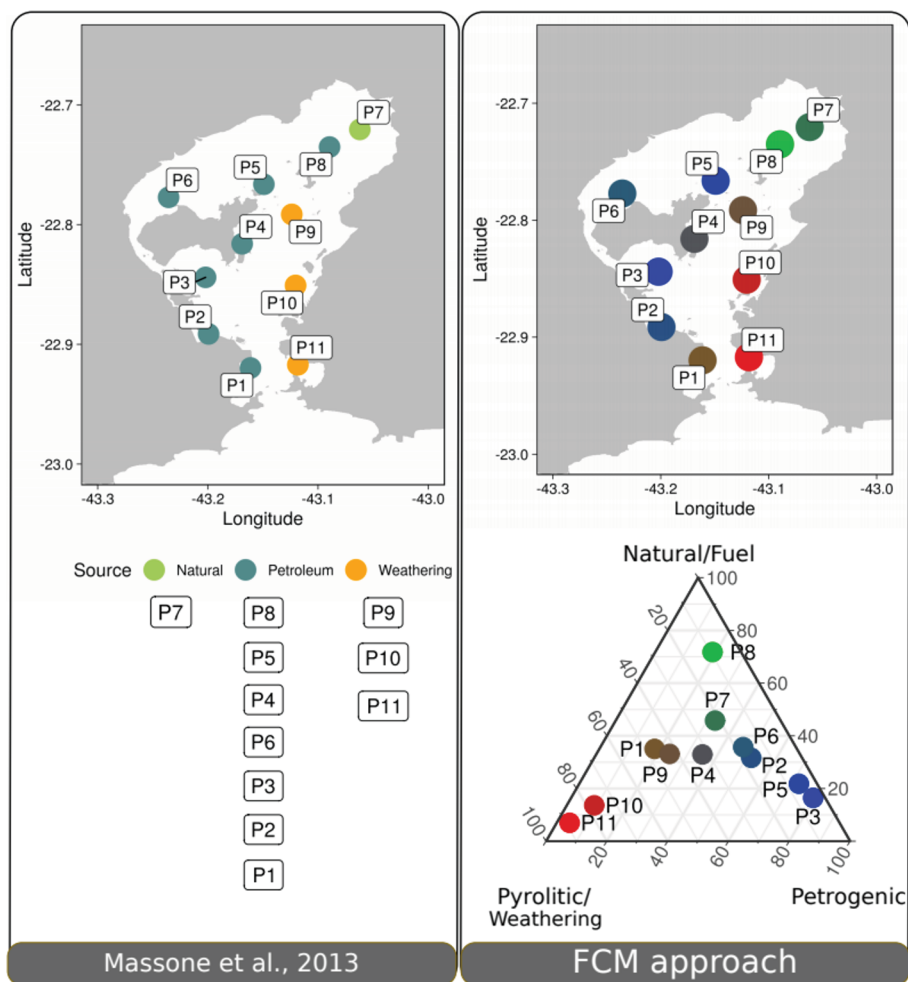 P7
P8
P5
P6
P4
P9
P3
P10
P2
P11
P1
-22.7
-22.8
-22.9
-23.0
Latitude
-43.3 -43.2 -43.1 -43.0
Longitude
Source Natural Petroleum Weathering
P7 P8 P9
P5 P10
P4 P11
P6
P3
P2
P1
Massone et al., 2013
P7
P8
P5
P6
P4
P9
P3
P10
P2
P11
P1
-22.7
-22.8
-22.9
-23.0
Latitude
-43.3 -43.2 -43.1 -43.0
Longitude
Natural/Fuel
100
20 80
P8
40 60
P7
60 40
P1 P9 P4 P6 P2
80 20
P5 P3
P10
P11
100
20 40 60 80 100
Pyrolitic/
Weathering
Petrogenic
FCM approach